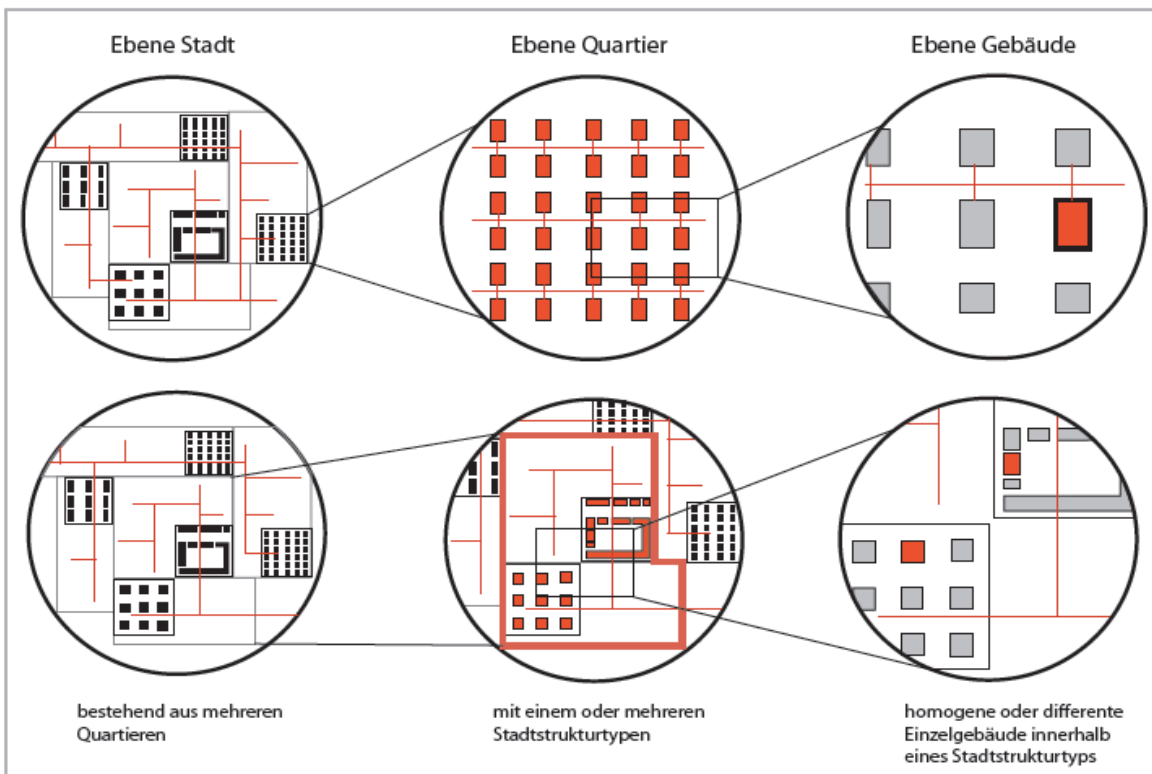 Ebene Stadt
Ebene Quartier
Ebene Gebäude
bestehend aus mehreren
Quartieren
mit einem oder mehreren
Stadtstrukturtypen
homogene oder differente
Einzelgebäude innerhalb
eines Stadtstrukturtyps